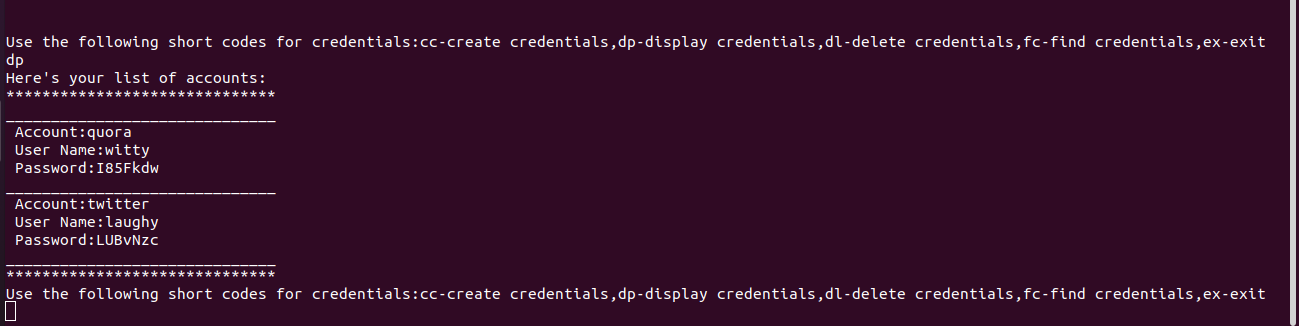 Use the following short codes for credentials:cc-create credentials,dp-display credentials,dl-delete credentials,fc-find credentials,ex-exit
dp
Here's your list of accounts:
******************************
______________________________
Account:quora
User Name:witty
Password:I85Fkdw
______________________________
Account:twitter
User Name:laughy
Password:LUBvNzc
______________________________
******************************
Use the following short codes for credentials:cc-create credentials,dp-display credentials,dl-delete credentials,fc-find credentials,ex-exit